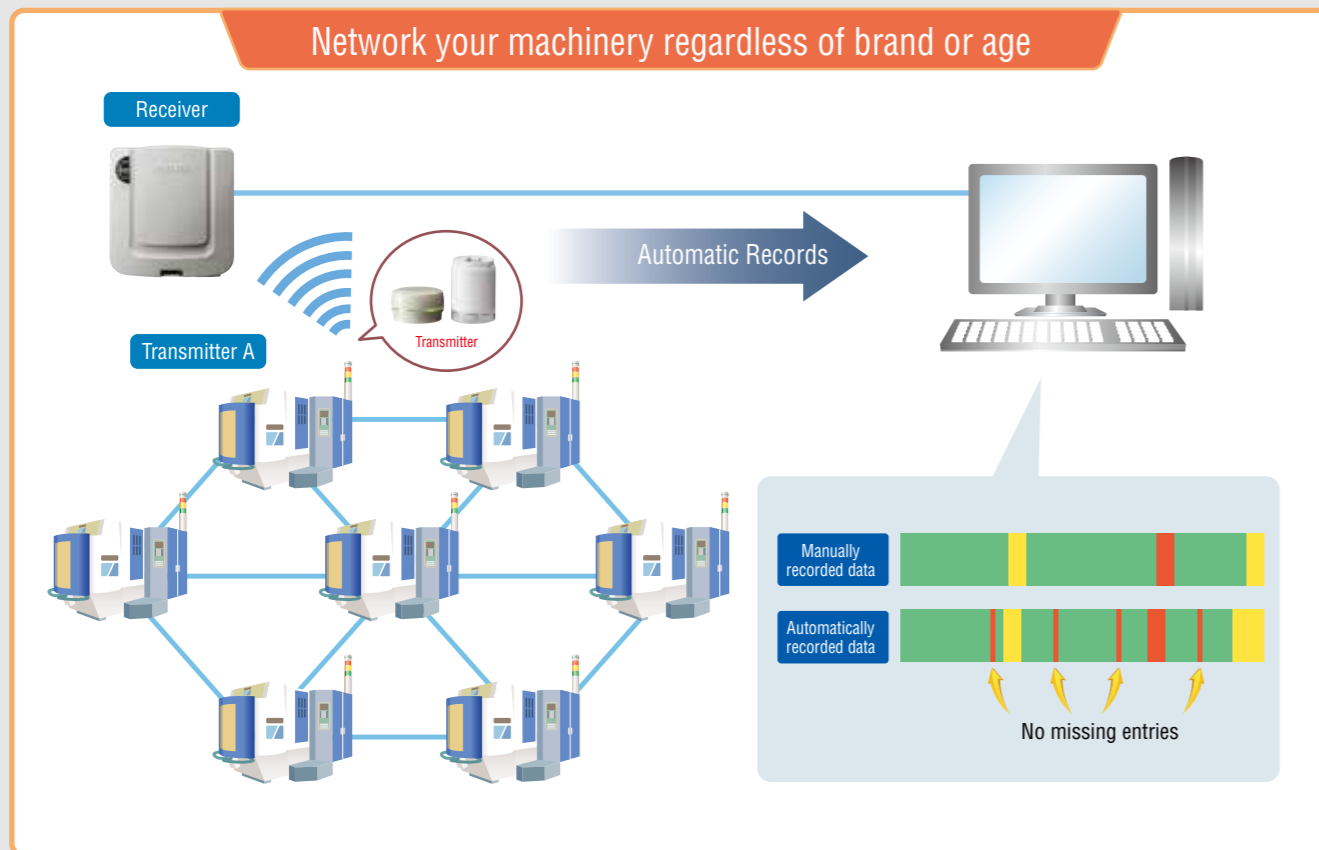 Network your machinery regardless of brand or age
Receiver
Automatic Records
Transmitter
Transmitter A
Manually
recorded data
Automatically
recorded data
No missing entries